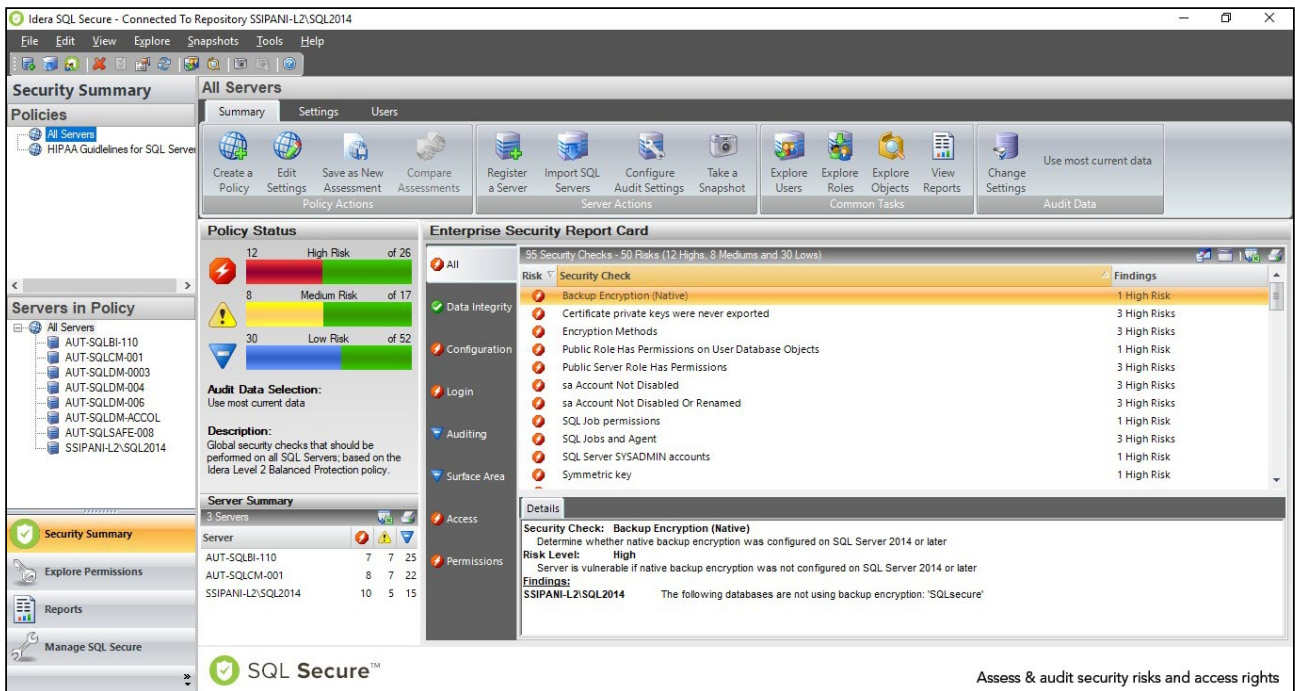 Idera SQL Secure - Connected To Repository SSIPANI-L2\SQL2014
File Edit View Explore Snapshots Tools Help
Security Summary
Policies
All Servers
HIPAA Guidlelines for SQL Server
Servers in Policy
All Servers
AUT-SQLBI-110
AUT-SQLCM-001
AUT-SQLDM-0003
AUT-SQLDM-004
AUT-SQLDM-006
AUT-SQLDM-ACCOL
AUT-SQLSAFE-008
SSIPANI-L2\SQL2014
Security Summary
Explore Permissions
Reports
Manage SQL Secure
All Servers
Summary Settings Users
Create a Policy
Edit Settings
Save as New Assessment
Compare Assessments
Policy Actions
Register a Server
Import SQL Servers
Configure Audit Settings
Take a Snapshot
Server Actions
Explore Users
Explore Roles
Explore Objects
View Reports
Common Tasks
Change Settings
Use most current data
Audit Data
Policy Status
12 High Risk of 26
8 Medium Risk of 17
30 Low Risk of 52
Audit Data Selection:
Use most current data
Description:
Global security checks that should be
performed on all SQL Servers; based on the
Idera Level 2 Balanced Protection policy.
Server Summary
3 Servers
Server
AUT-SQLBI-110 7 7 25
AUT-SQLCM-001 8 7 22
SSIPANI-L2\SQL2014 10 5 15
Enterprise Security Report Card
All
Data Integrity
Configuration
Login
Auditing
Surface Area
Access
Permissions
95 Security Checks - 50 Risks (12 Highs, 8 Mediums and 30 Lows)
Risk Security Check Findings
Backup Encryption (Native) 1 High Risk
Certificate private keys were never exported 3 High Risks
Encryption Methods 3 High Risks
Public Role Has Permissions on User Database Objects 1 High Risk
Public Server Role Has Permissions 3 High Risks
sa Account Not Disabled 3 High Risks
sa Account Not Disabled Or Renamed 3 High Risks
SQL Job permissions 1 High Risk
SQL Jobs and Agent 3 High Risks
SQL Server SYSADMIN accounts 1 High Risk
Symmetric key 1 High Risk
Details
Security Check: Backup Encryption (Native)
Determine whether native backup encryption was configured on SQL Server 2014 or later
Risk Level: High
Server is vulnerable if native backup encryption was not configured on SQL Server 2014 or later
Findings:
SSIPANI-L2\SQL2014 The following databases are not using backup encryption: 'SQLsecure'
SQL Secure™
Assess & audit security risks and access rights